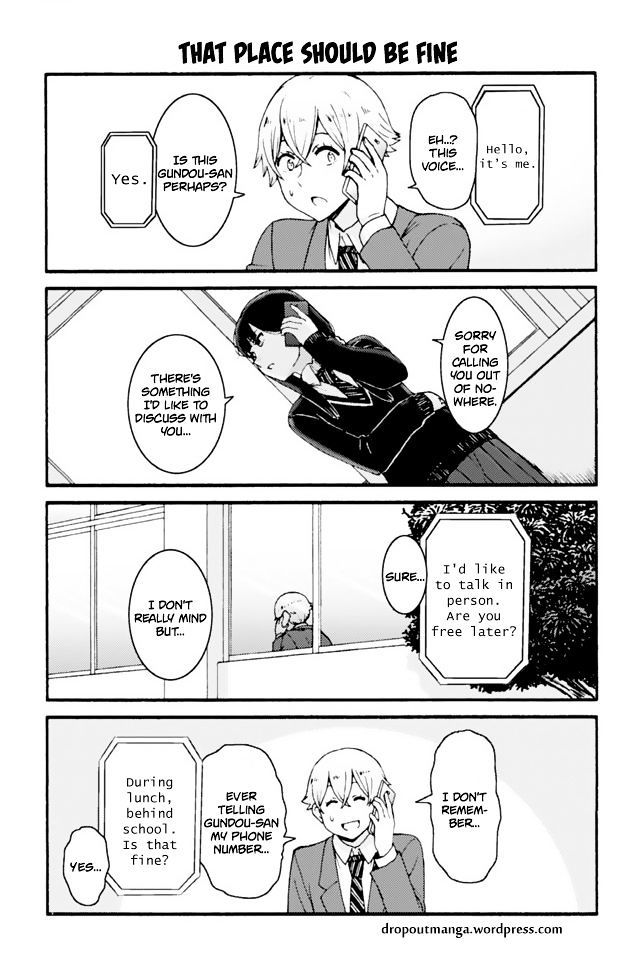 THAT PLACE SHOULD BE FINE
Hello,
it's me.
EH..?
THIS
VOICE...
IS THIS
GUNDOU-SAN
PERHAPS?
Yes.
SORRY
FOR
CALLING
YOU OUT
OF NO-
WHERE.
THERE'S
SOMETHING
I'D LIKE TO
DISCUSS WITH
YOU...
I'd like
to talk in
person.
Are you
free later?
SURE...
I DON'T
REALLY MIND
BUT...
I DON'T
REMEM-
BER...
EVER
TELLING
GUNDOU-SAN
MY PHONE
NUMBER...
During
lunch,
behind
school.
Is that
fine?
YES...
dropoutmanga.wordpress.com